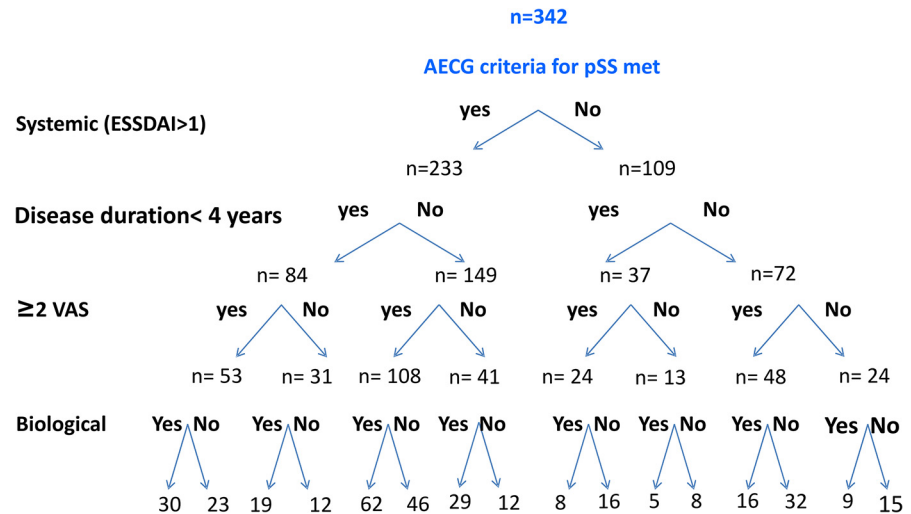 n=342
AECG criteria for pSS met
Systemic (ESSDAI>1)
yes No
n=233 n=109
Disease duration< 4 years
yes No yes No
n= 84 n= 149 n= 37 n=72
≥2 VAS
yes No yes No yes No yes No
n= 53 n= 31 n= 108 n= 41 n= 24 n= 13 n= 48 n= 24
Biological Yes No Yes No Yes No Yes No Yes No Yes No Yes No Yes No
30 23 19 12 62 46 29 12 8 16 5 8 16 32 9 15